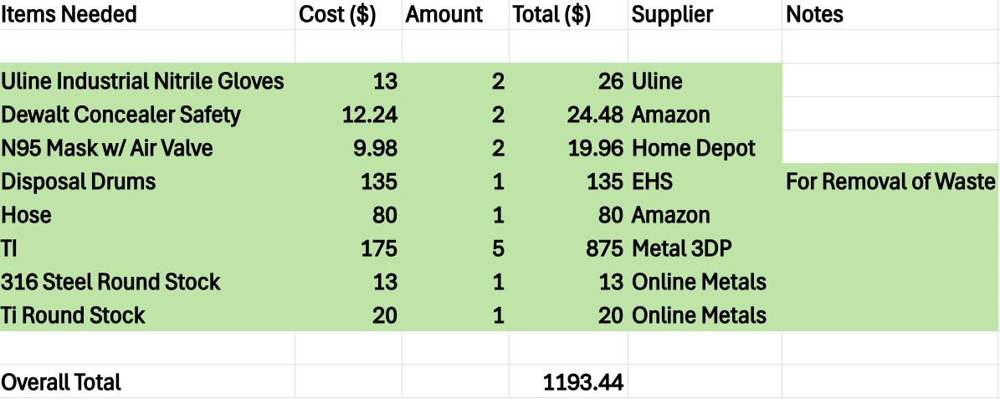 Items Needed Cost ($) Amount Total ($) Supplier Notes
Uline Industrial Nitrile Gloves 13 2 26 Uline
Dewalt Concealer Safety 12.24 2 24.48 Amazon
N95 Mask w/ Air Valve 9.98 2 19.96 Home Depot
Disposal Drums 135 1 135 EHS For Removal of Waste
Hose 80 1 80 Amazon
TI 175 5 875 Metal 3DP
316 Steel Round Stock 13 1 13 Online Metals
Ti Round Stock 20 1 20 Online Metals
Overall Total 1193.44